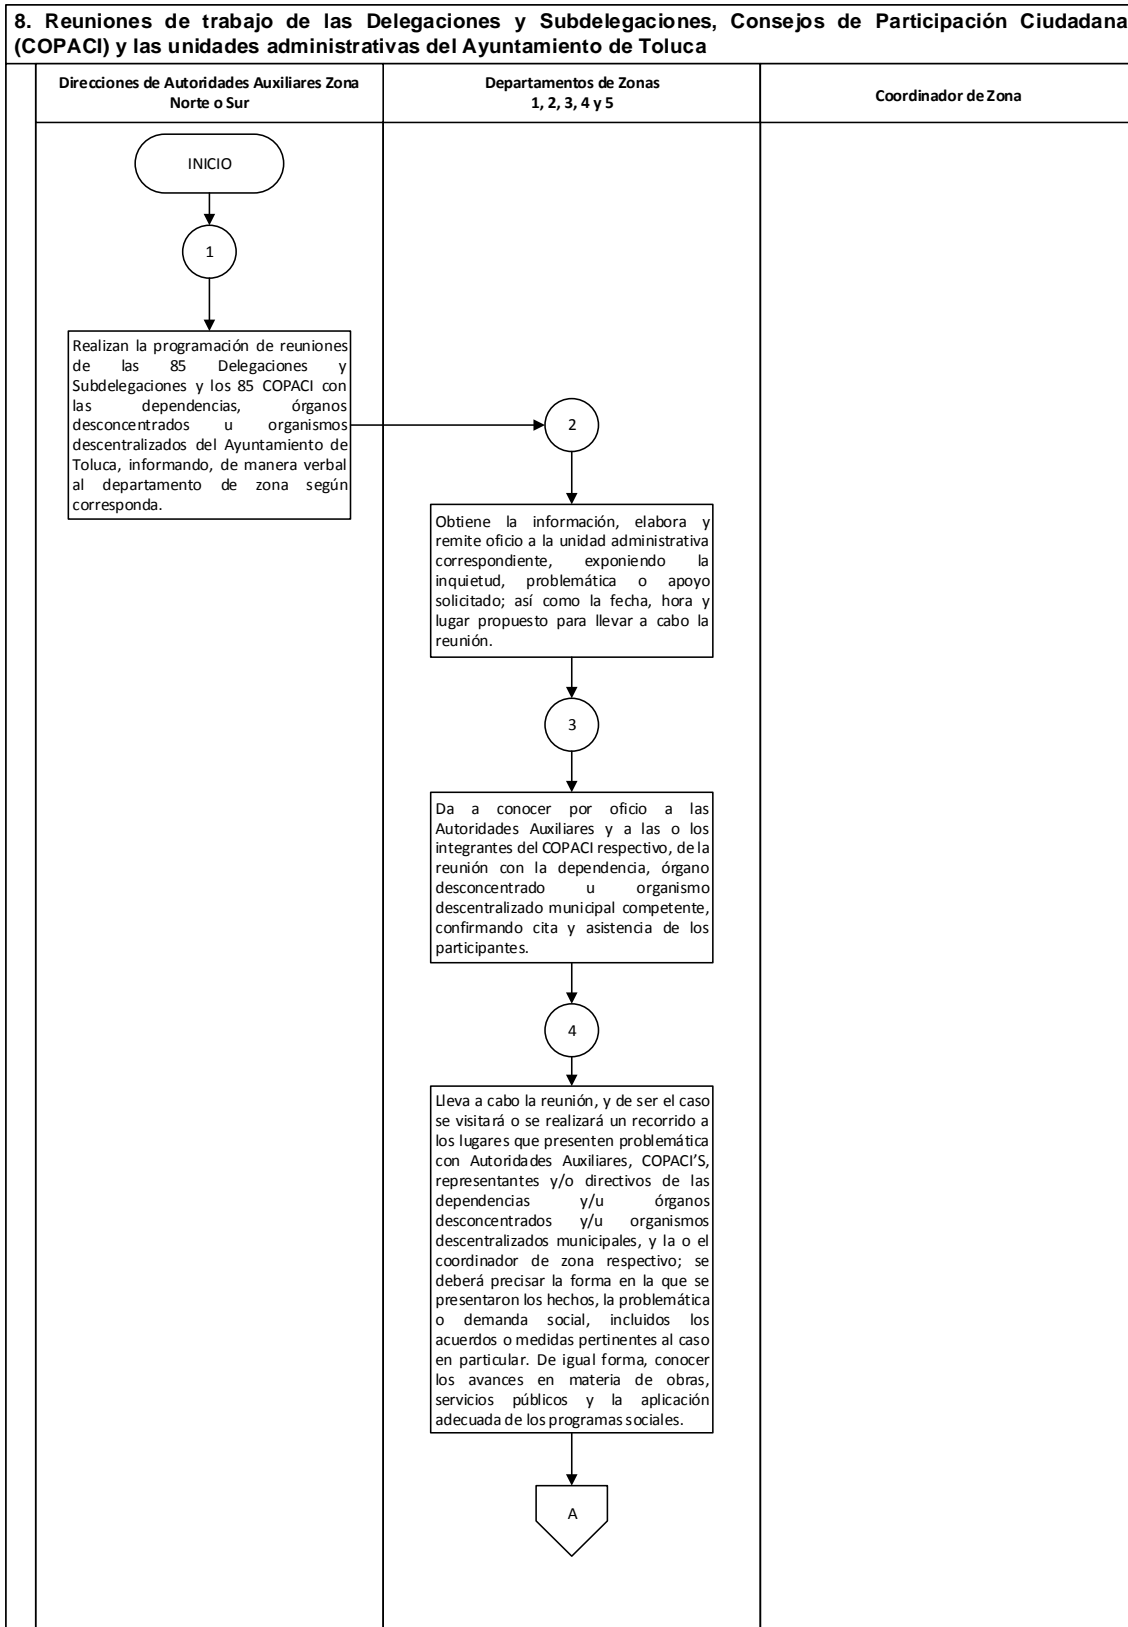 8. Reuniones de trabajo de las Delegaciones y Subdelegaciones, Consejos de Participación Ciudadana
(COPACI) y las unidades administrativas del Ayuntamiento de Toluca
Direcciones de Autoridades Auxiliares Zona
Norte o Sur
Departamentos de Zonas
1, 2, 3, 4 y 5
Coordinador de Zona
INICIO
1
Realizan la programación de reuniones
de las 85 Delegaciones y
Subdelegaciones y los 85 COPACI con
las dependencias, órganos
desconcentrados u organismos
descentralizados del Ayuntamiento de
Toluca, informando, de manera verbal
al departamento de zona según
corresponda.
2
Obtiene la información, elabora y
remite oficio a la unidad administrativa
correspondiente, exponiendo la
inquietud, problemática o apoyo
solicitado; así como la fecha, hora y
lugar propuesto para llevar a cabo la
reunión.
3
Da a conocer por oficio a las
Autoridades Auxiliares y a las o los
integrantes del COPACI respectivo, de la
reunión con la dependencia, órgano
desconcentrado u organismo
descentralizado municipal competente,
confirmando cita y asistencia de los
participantes.
4
Lleva a cabo la reunión, y de ser el caso
se visitará o se realizará un recorrido a
los lugares que presenten problemática
con Autoridades Auxiliares, COPACI’S,
representantes y/o directivos de las
dependencias y/u órganos
desconcentrados y/u organismos
descentralizados municipales, y la o el
coordinador de zona respectivo; se
deberá precisar la forma en la que se
presentaron los hechos, la problemática
o demanda social, incluidos los
acuerdos o medidas pertinentes al caso
en particular. De igual forma, conocer
los avances en materia de obras,
servicios públicos y la aplicación
adecuada de los programas sociales.
A